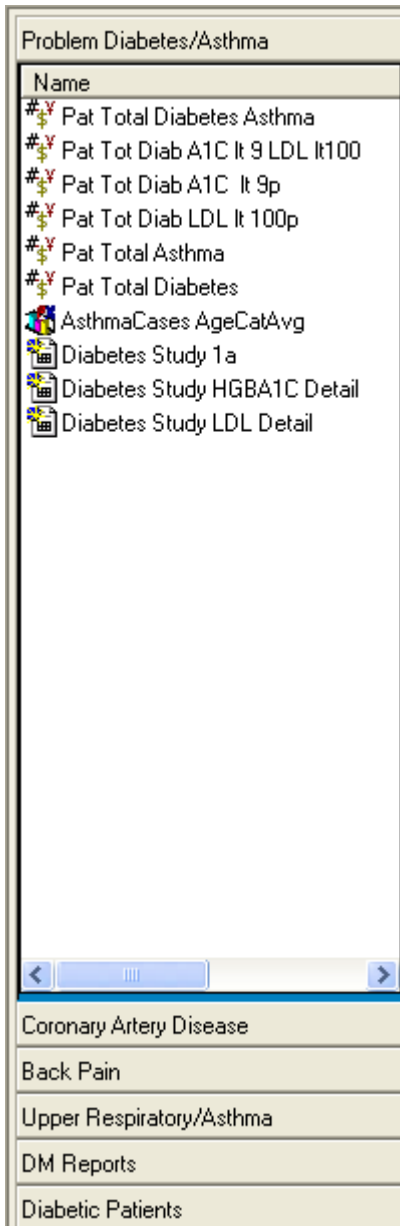 Problem Diabetes/Asthma
Name
Pat Total Diabetes Asthma
Pat Tot Diab A1C lt 9 LDL lt100
Pat Tot Diab A1C  lt 9p
Pat Tot Diab LDL lt 100p
Pat Total Asthma
Pat Total Diabetes
AsthmaCases AgeCatAvg
Diabetes Study 1a
Diabetes Study HGBA1C Detail
Diabetes Study LDL Detail
Coronary Artery Disease
Back Pain
Upper Respiratory/Asthma
DM Reports
Diabetic Patients